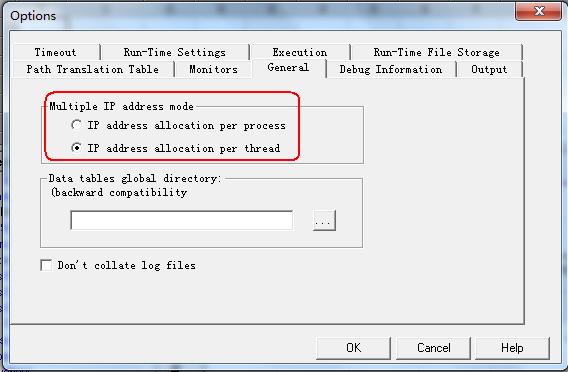 Options
Timeout Run-Time Settings Execution Run-Time File Storage
Path Translation Table Monitors General Debug Information Output
Multiple IP address mode
IP address allocation per process
IP address allocation per thread
Data tables global directory:
(backward compatibility
...
Don't collate log files
OK Cancel Help